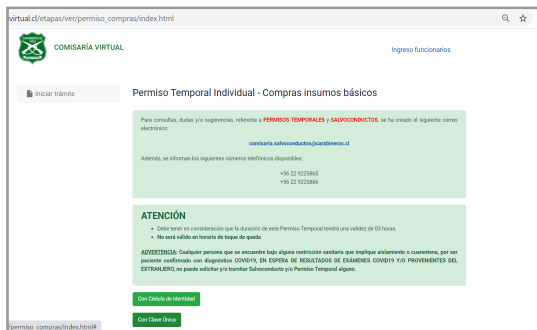 virtual.cl/etapas/ver/permiso_compras/index.html
COMISARÍA VIRTUAL
Ingreso funcionarios
Iniciar trámite
Permiso Temporal Individual - Compras insumos básicos
Para consultas, dudas y/o sugerencias, referente a PERMISOS TEMPORALES y SALVOCONDUCTOS, se ha creado el siguiente correo
electrónico:
comisaria.salvoconductos@carabineros.cl
Además, se informan los siguientes números telefónicos disponibles:
+56 22 9225865
+56 22 9225866
ATENCIÓN
Debe tener en consideración que la duración de este Permiso Temporal tendrá una validez de 03 horas.
No será válido en horario de toque de queda
ADVERTENCIA: Cualquier persona que se encuentre bajo alguna restricción sanitaria que implique aislamiento o cuarentena, por ser
paciente confirmado con diagnóstico COVID19, EN ESPERA DE RESULTADOS DE EXÁMENES COVID19 Y/O PROVENIENTES DEL
EXTRANJERO, no puede solicitar y/o tramitar Salvoconducto y/o Permiso Temporal alguno.
Con Cédula de Identidad
Con Clave Única
/permiso_compras/index.html#